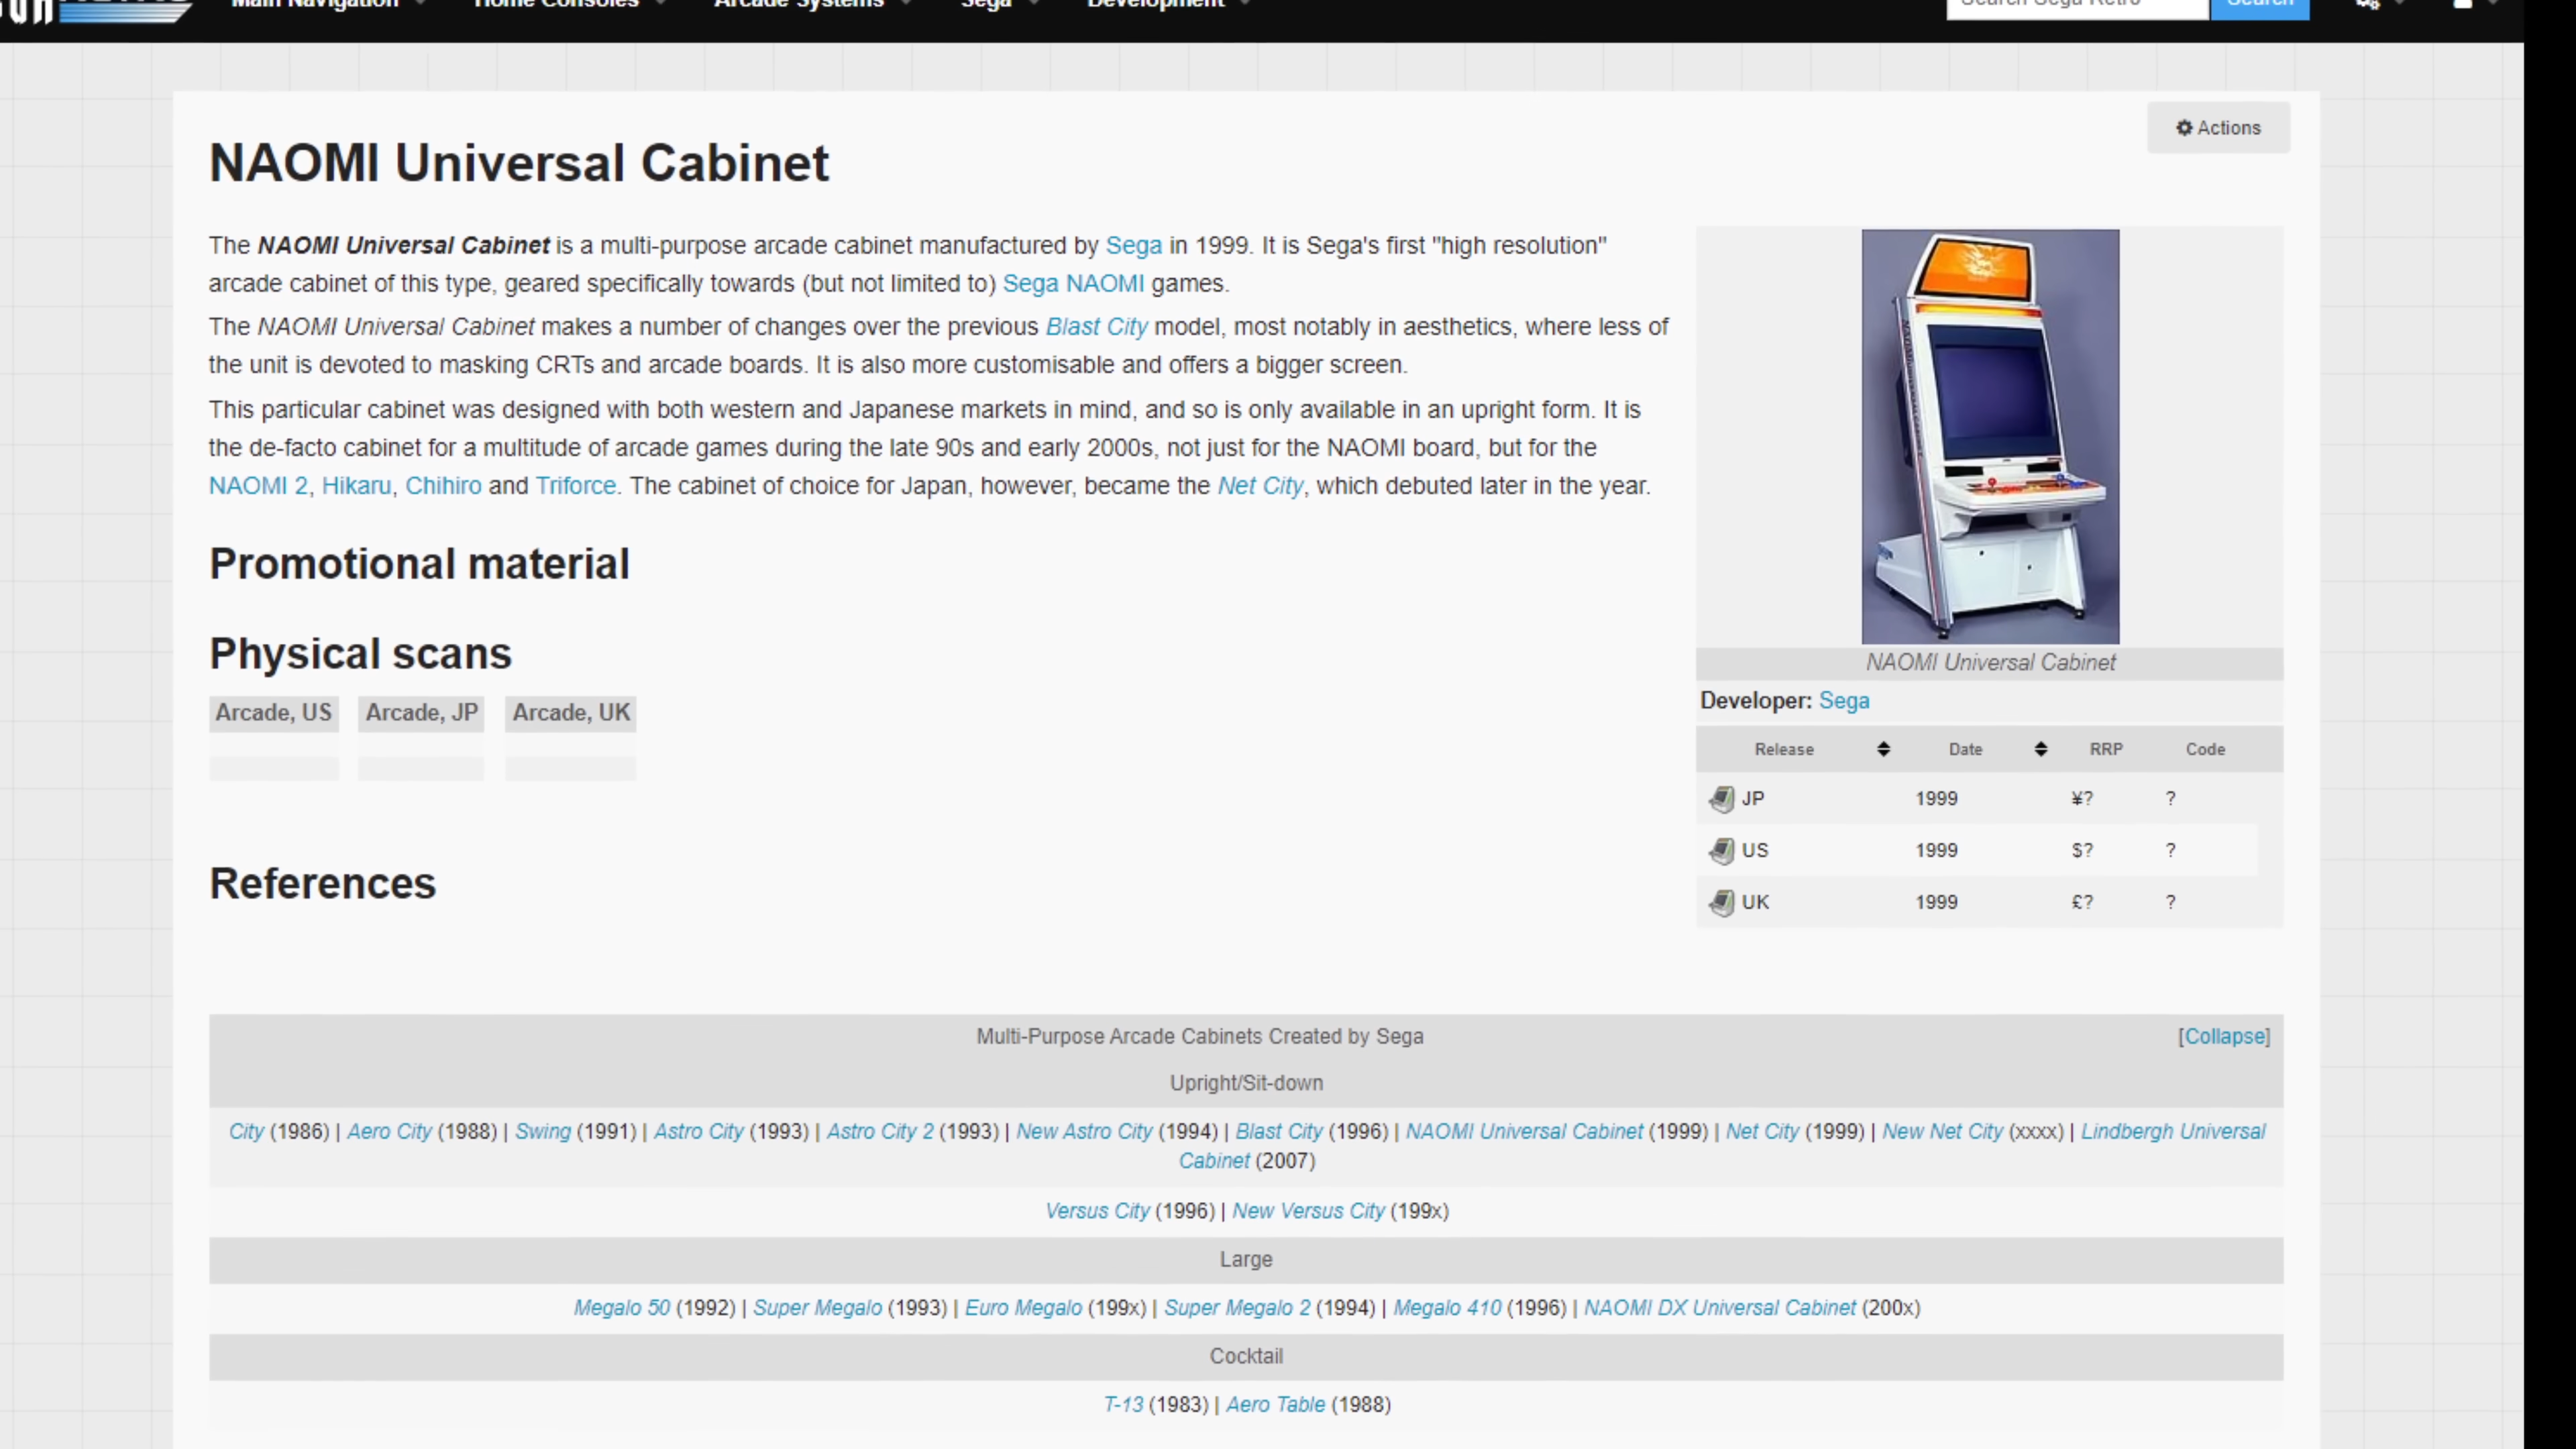 Main Navigation
Home Consoles
Arcade Systems
Sega
Development
Search Sega Retro
Search
Actions
NAOMI Universal Cabinet
The NAOMI Universal Cabinet is a multi-purpose arcade cabinet manufactured by Sega in 1999. It is Sega's first "high resolution"
arcade cabinet of this type, geared specifically towards (but not limited to) Sega NAOMI games.
The NAOMI Universal Cabinet makes a number of changes over the previous Blast City model, most notably in aesthetics, where less of
the unit is devoted to masking CRTs and arcade boards. It is also more customisable and offers a bigger screen.
This particular cabinet was designed with both western and Japanese markets in mind, and so is only available in an upright form. It is
the de-facto cabinet for a multitude of arcade games during the late 90s and early 2000s, not just for the NAOMI board, but for the
NAOMI 2, Hikaru, Chihiro and Triforce. The cabinet of choice for Japan, however, became the Net City, which debuted later in the year.
Promotional material
Physical scans
Arcade, US
Arcade, JP
Arcade, UK
References
NAOMI Universal Cabinet
Developer: Sega
Release Date RRP Code
JP 1999 ¥? ?
US 1999 $? ?
UK 1999 £? ?
Multi-Purpose Arcade Cabinets Created by Sega
[Collapse]
Upright/Sit-down
City (1986) | Aero City (1988) | Swing (1991) | Astro City (1993) | Astro City 2 (1993) | New Astro City (1994) | Blast City (1996) | NAOMI Universal Cabinet (1999) | Net City (1999) | New Net City (xxxx) | Lindbergh Universal
Cabinet (2007)
Versus City (1996) | New Versus City (199x)
Large
Megalo 50 (1992) | Super Megalo (1993) | Euro Megalo (199x) | Super Megalo 2 (1994) | Megalo 410 (1996) | NAOMI DX Universal Cabinet (200x)
Cocktail
T-13 (1983) | Aero Table (1988)